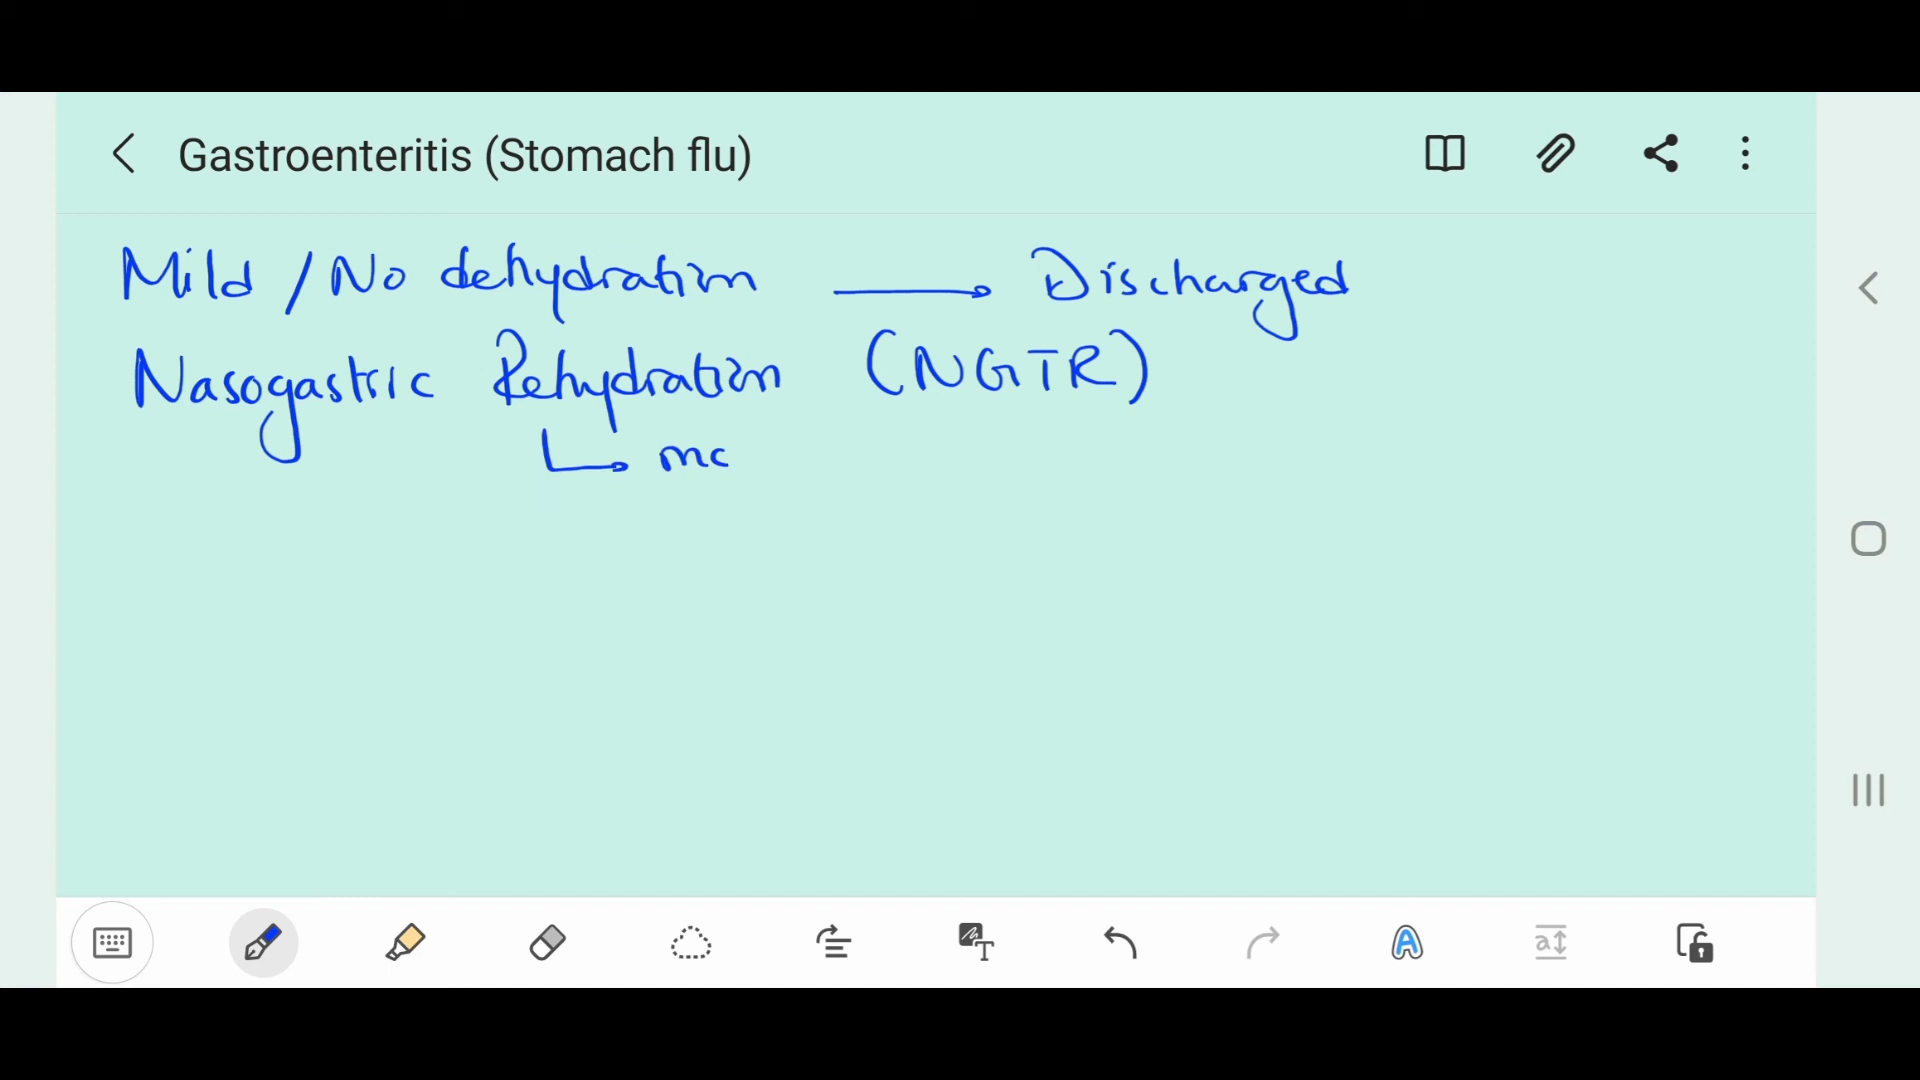 Gastroenteritis (Stomach flu)
Mild / No dehydration → Discharged
Nasogastric Rehydration (NGTR)
↳ mc